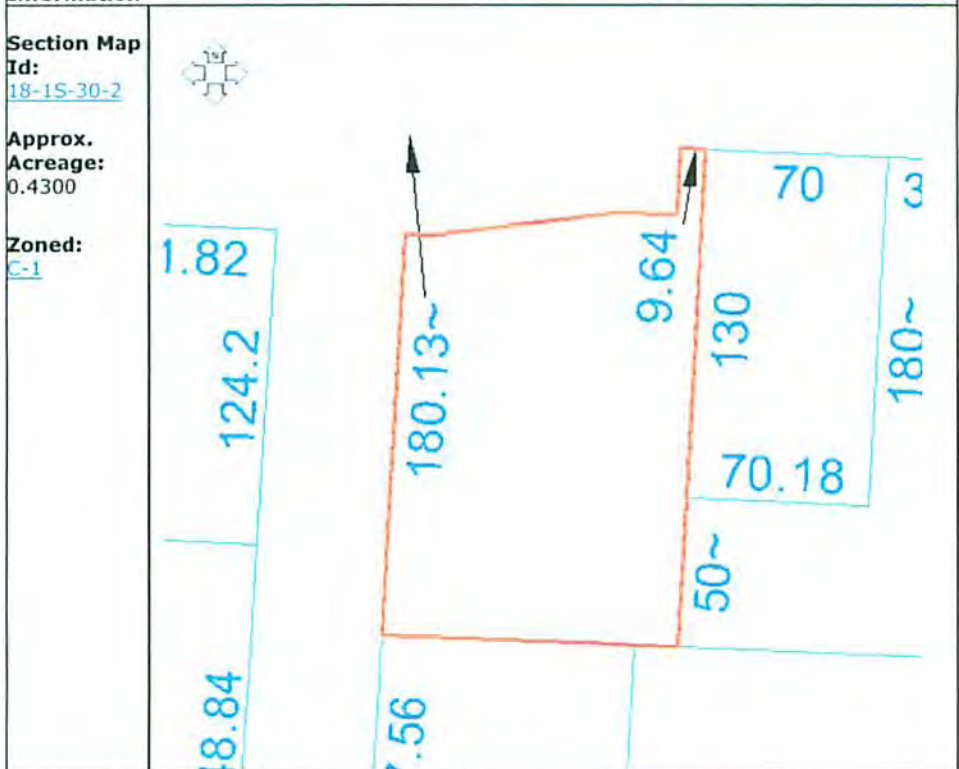 Section Map
Id:
18-1S-30-2
Approx.
Acreage:
0.4300
Zoned:
C-1
70
1.82
9.64
130
180~
124.2
180.13~
70.18
50~